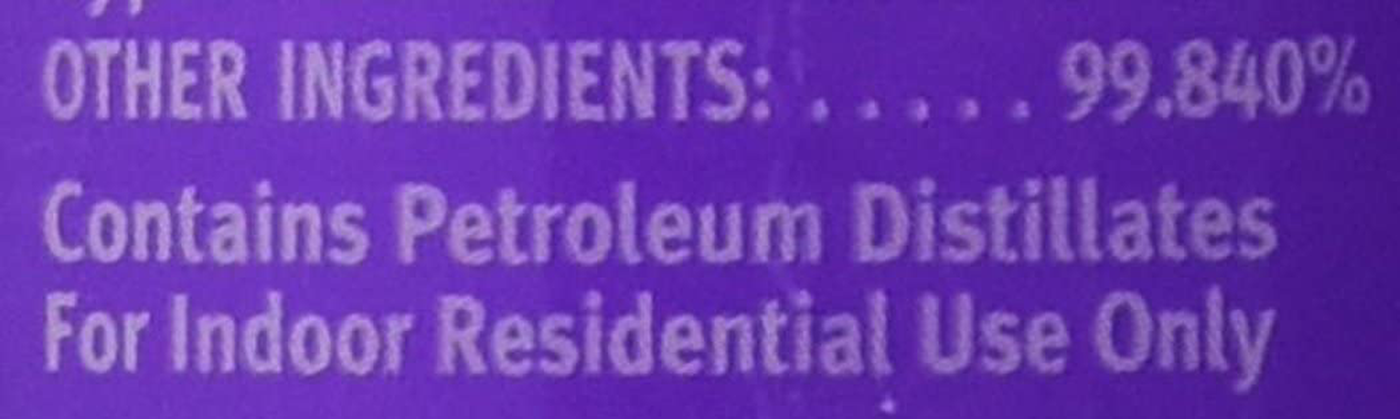 OTHER INGREDIENTS: . . . . . 99.840%
Contains Petroleum Distillates
For Indoor Residential Use Only